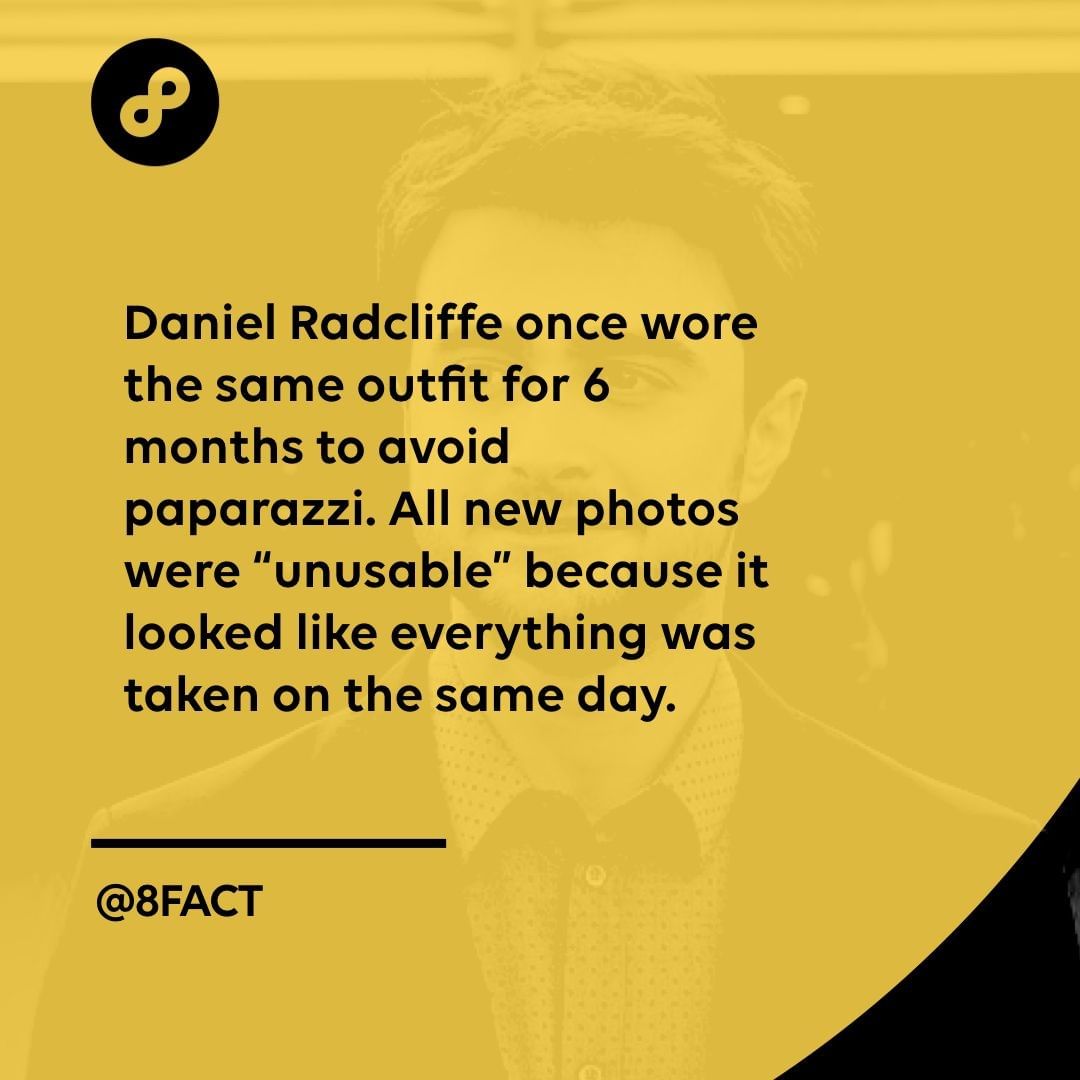 Daniel Radcliffe once wore
the same outfit for 6
months to avoid
paparazzi. All new photos
were “unusable” because it
looked like everything was
taken on the same day.
@8FACT